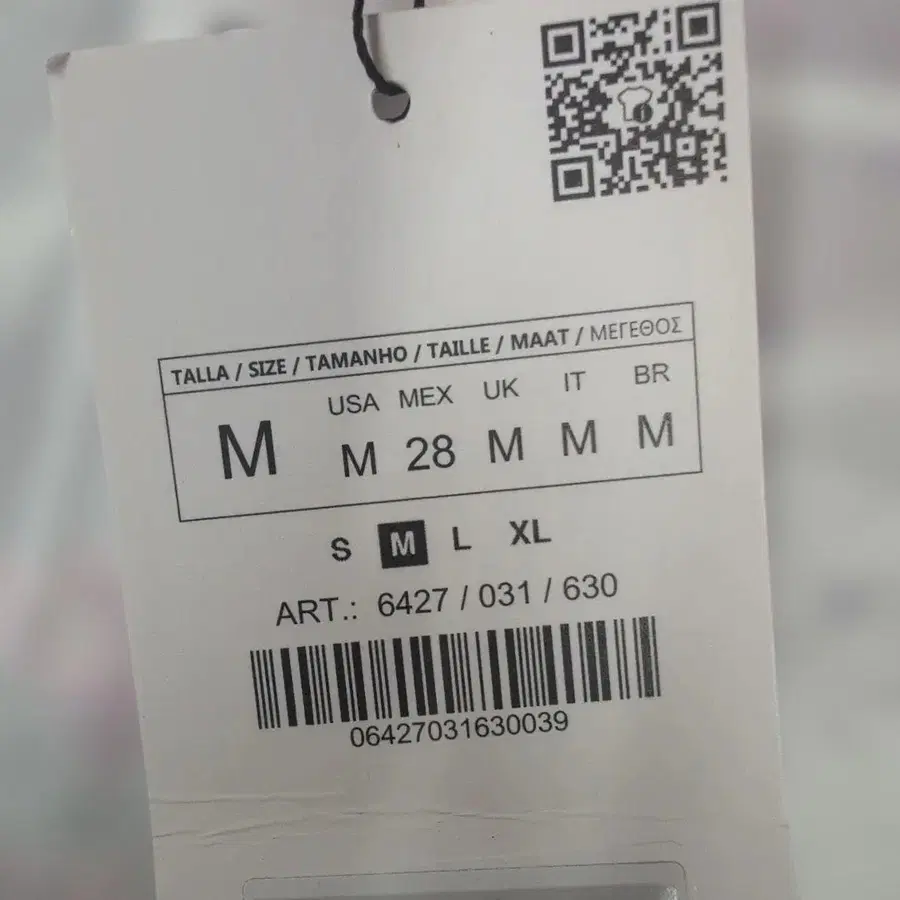 TALLA / SIZE / TAMANHO / TAILLE / MAAT / ΜΕΓΕΘΟΣ
USA MEX UK IT BR
M M 28 M M M
S M L XL
ART.: 6427 / 031 / 630
06427031630039